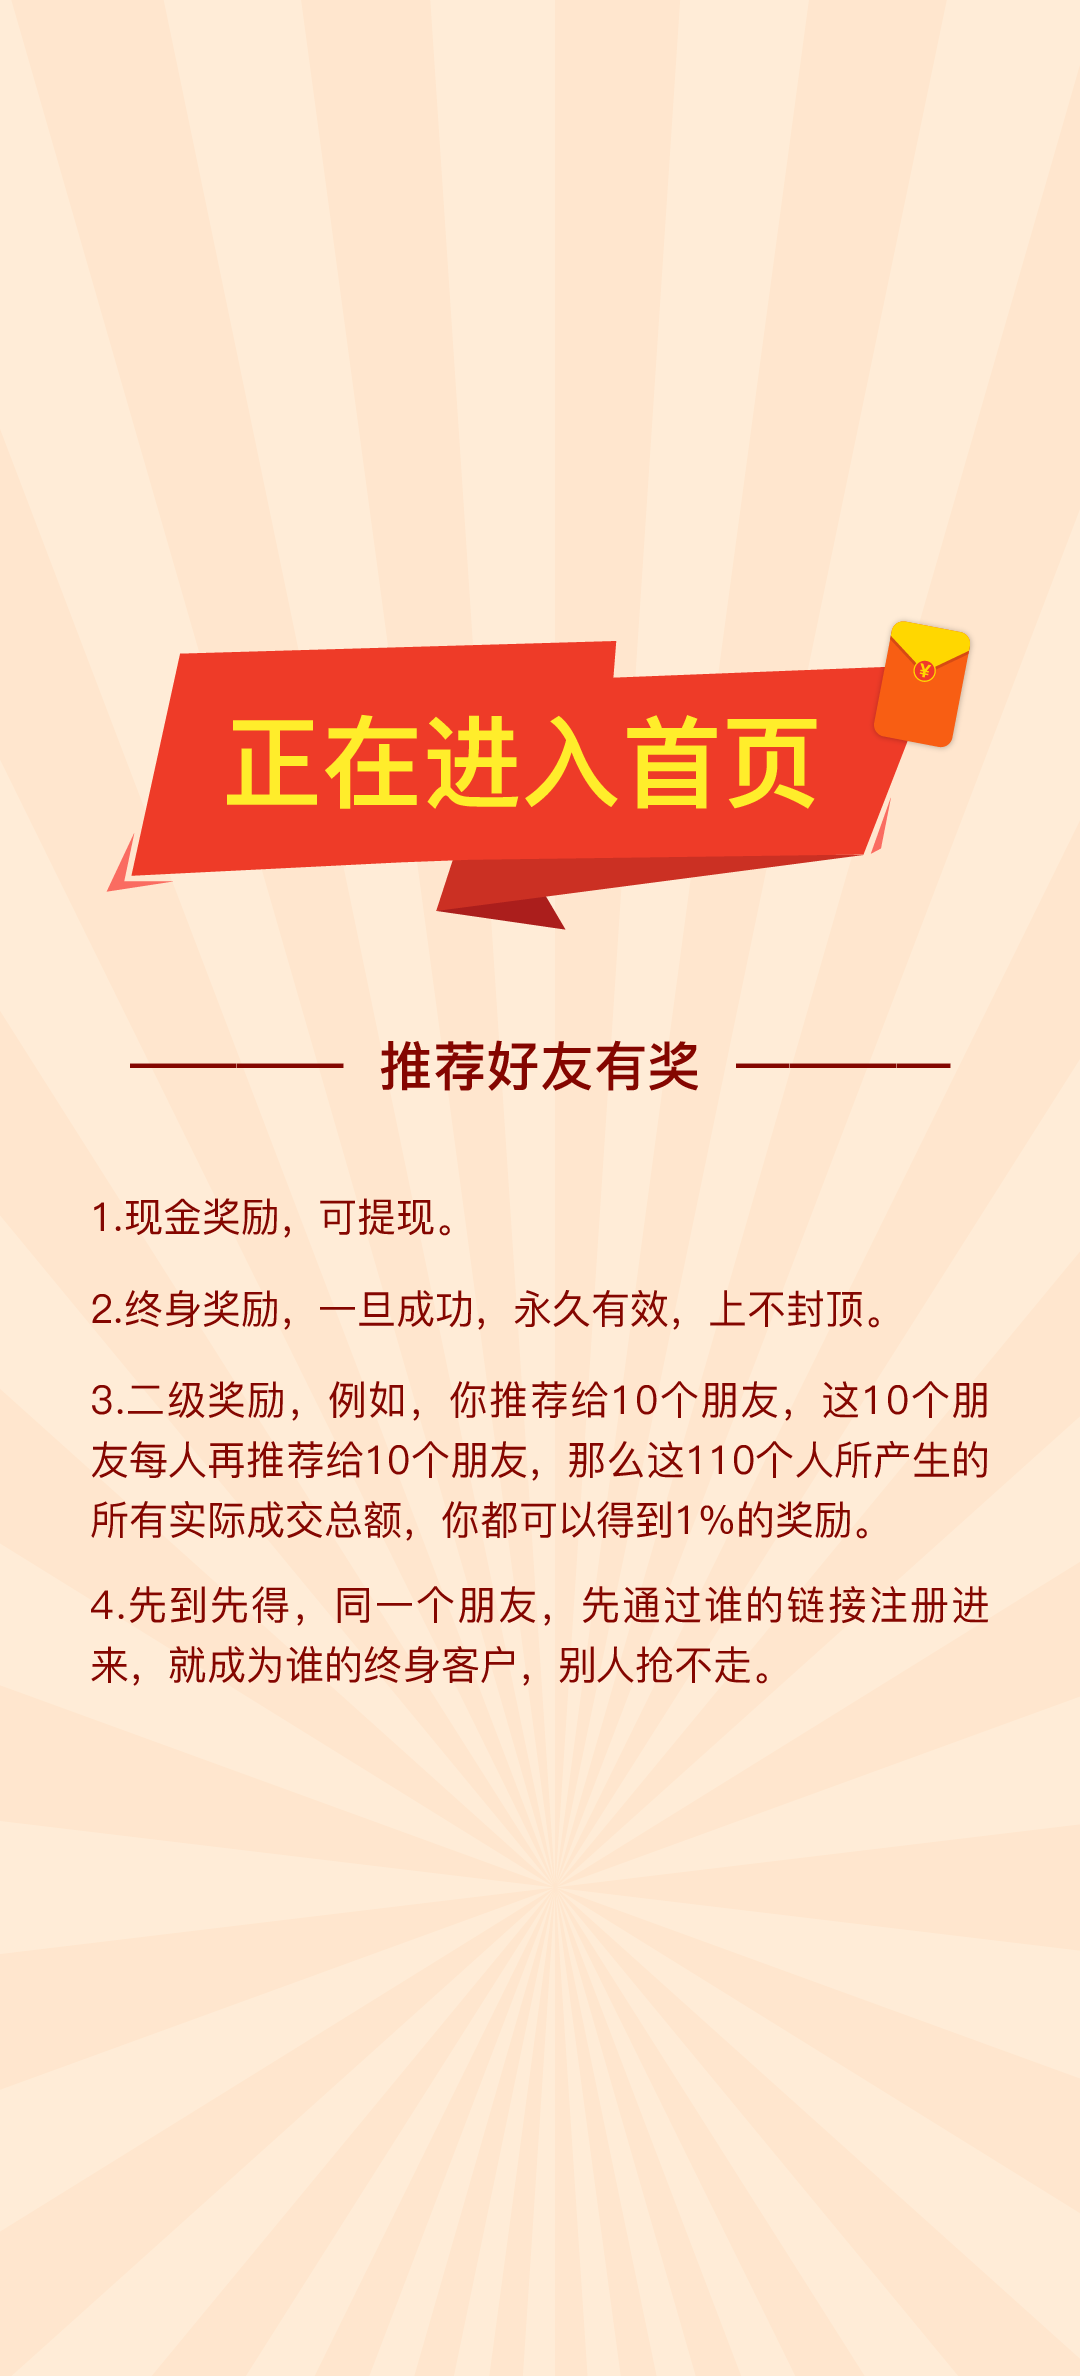 正在进入首页
¥
推荐好友有奖
1.现金奖励，可提现。
2.终身奖励，一旦成功，永久有效，上不封顶。
3.二级奖励，例如，你推荐给10个朋友，这10个朋
友每人再推荐给10个朋友，那么这110个人所产生的
所有实际成交总额，你都可以得到1%的奖励。
4.先到先得，同一个朋友，先通过谁的链接注册进
来，就成为谁的终身客户，别人抢不走。